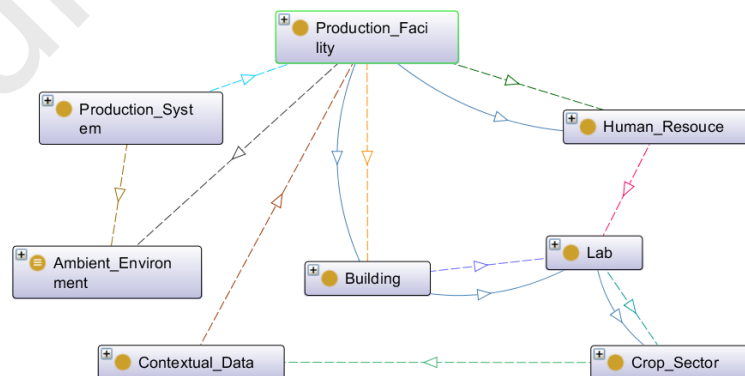 Production_Faci
lity
Production_Syst
em
Human_Resouce
Ambient_Environ
ment
Building
Lab
Contextual_Data
Crop_Sector